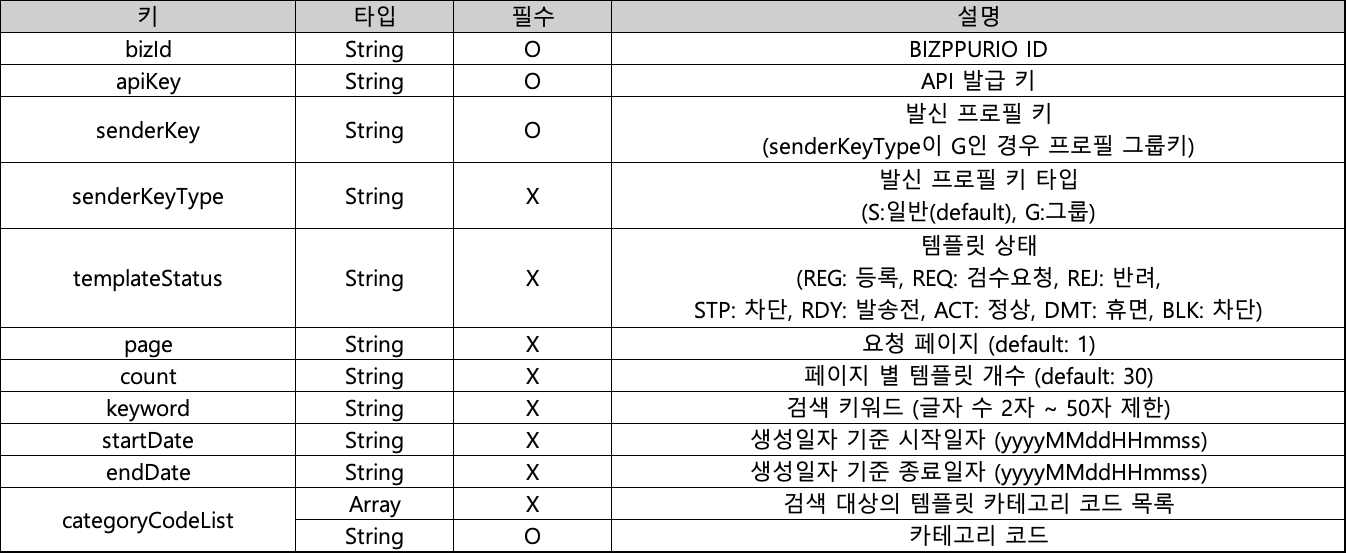 키 타입 필수 설명
bizId String O BIZPPURIO ID
apiKey String O API 발급 키
senderKey String O 발신 프로필 키
(senderKeyType이 G인 경우 프로필 그룹키)
senderKeyType String X 발신 프로필 키 타입
(S:일반(default), G:그룹)
templateStatus String X 템플릿 상태
(REG: 등록, REQ: 검수요청, REJ: 반려,
STP: 차단, RDY: 발송전, ACT: 정상, DMT: 휴면, BLK: 차단)
page String X 요청 페이지 (default: 1)
count String X 페이지 별 템플릿 개수 (default: 30)
keyword String X 검색 키워드 (글자 수 2자 ~ 50자 제한)
startDate String X 생성일자 기준 시작일자 (yyyyMMddHHmmss)
endDate String X 생성일자 기준 종료일자 (yyyyMMddHHmmss)
categoryCodeList Array X 검색 대상의 템플릿 카테고리 코드 목록
String O 카테고리 코드